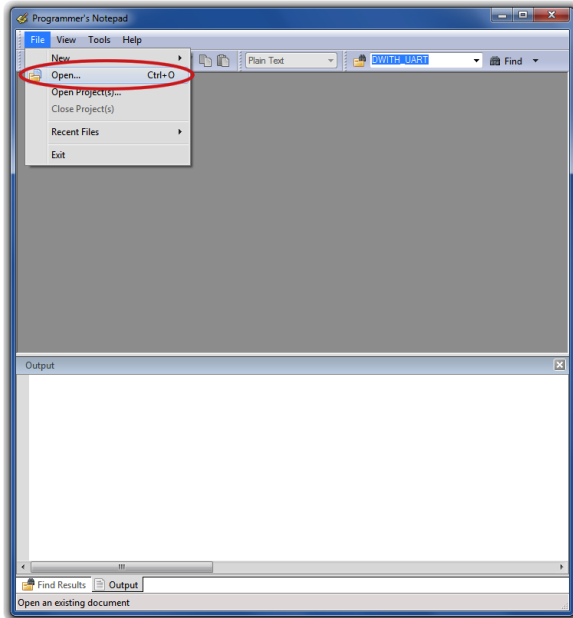 Programmer's Notepad
File View Tools Help
Plain Text DWITH_UART Find
New
Open... Ctrl+O
Open Project(s)...
Close Project(s)
Recent Files
Exit
Output
Find Results Output
Open an existing document